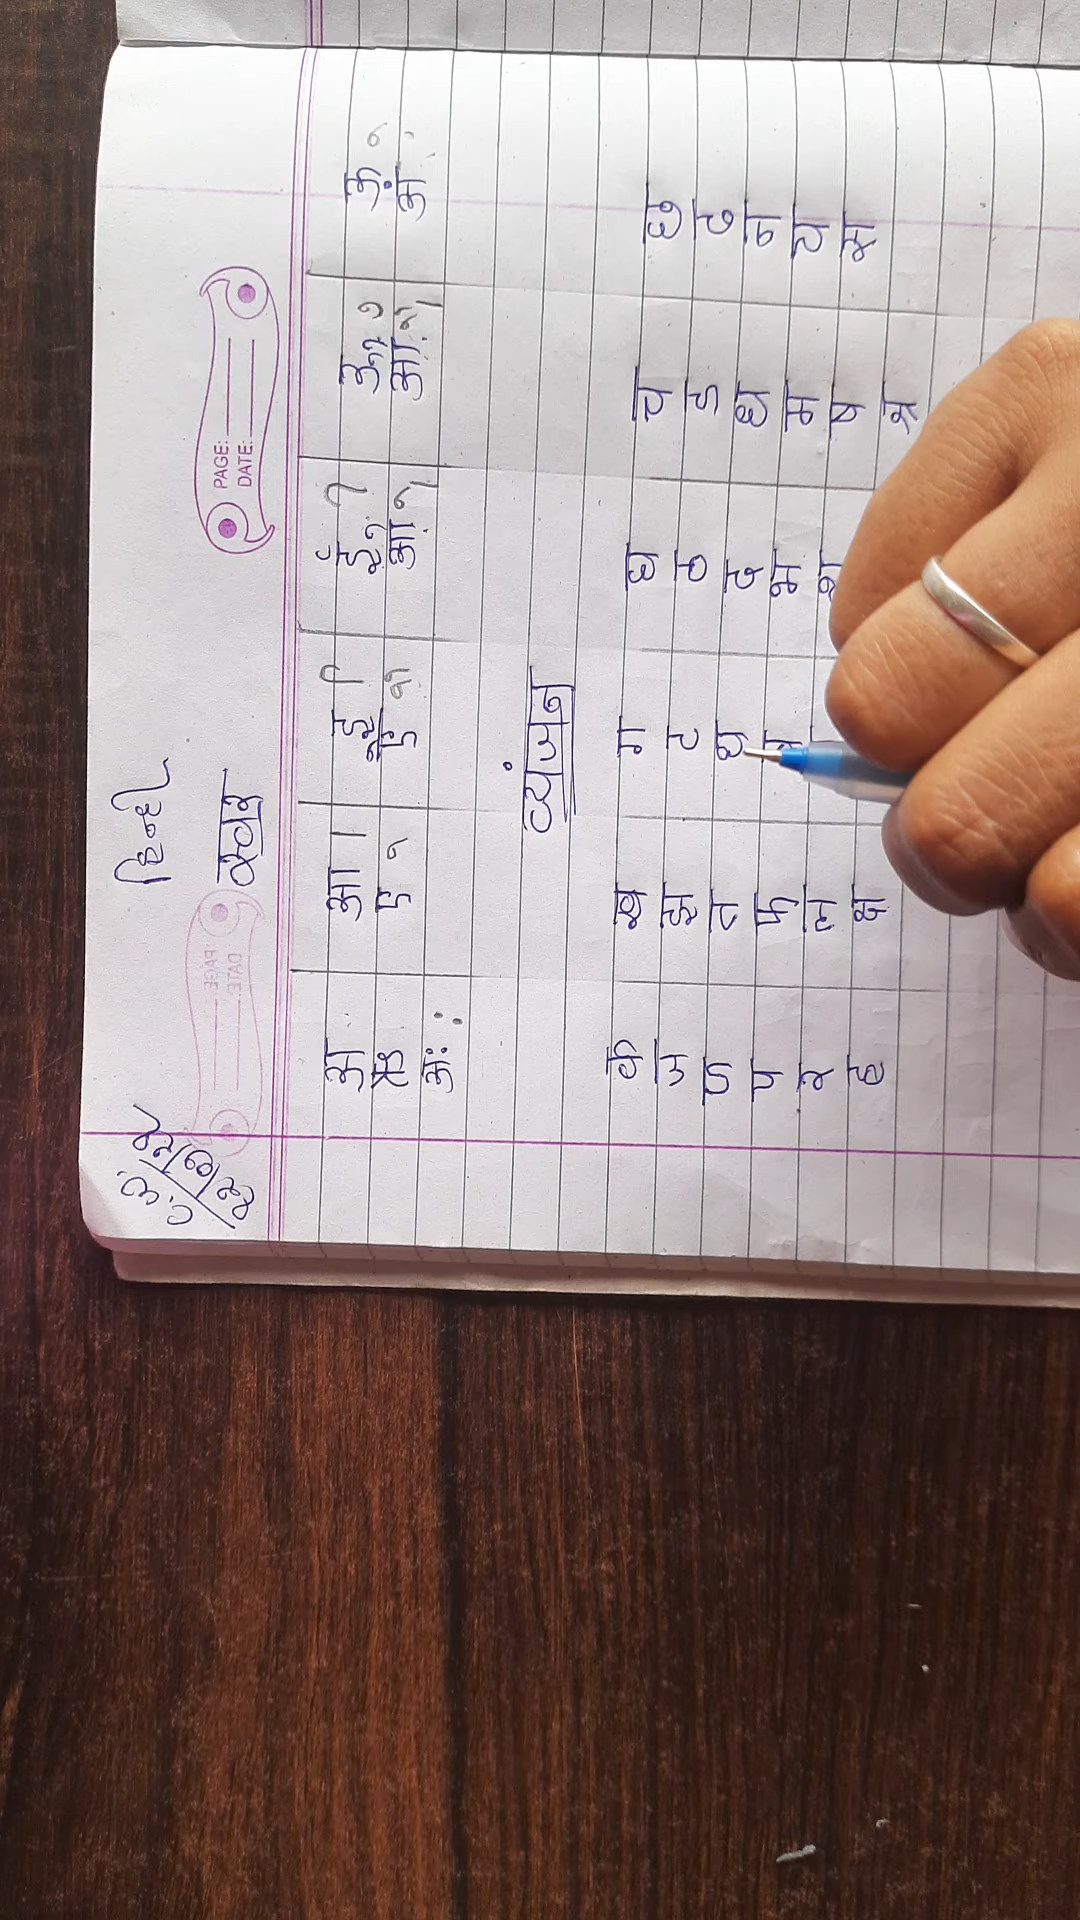 हिन्दी
PAGE:
DATE:
स्वर
अ आ ा इ ि ई ी उ ु ऊ ू
ऋ ए े ऐ ै ओ ो औ ौ अं ं
अः ः
व्यंजन
क ख ग घ च छ
ज झ ट ठ ड ढ
ण त थ द ध न
प फ ब भ म य
र ल श ष स
ह क्ष श्र